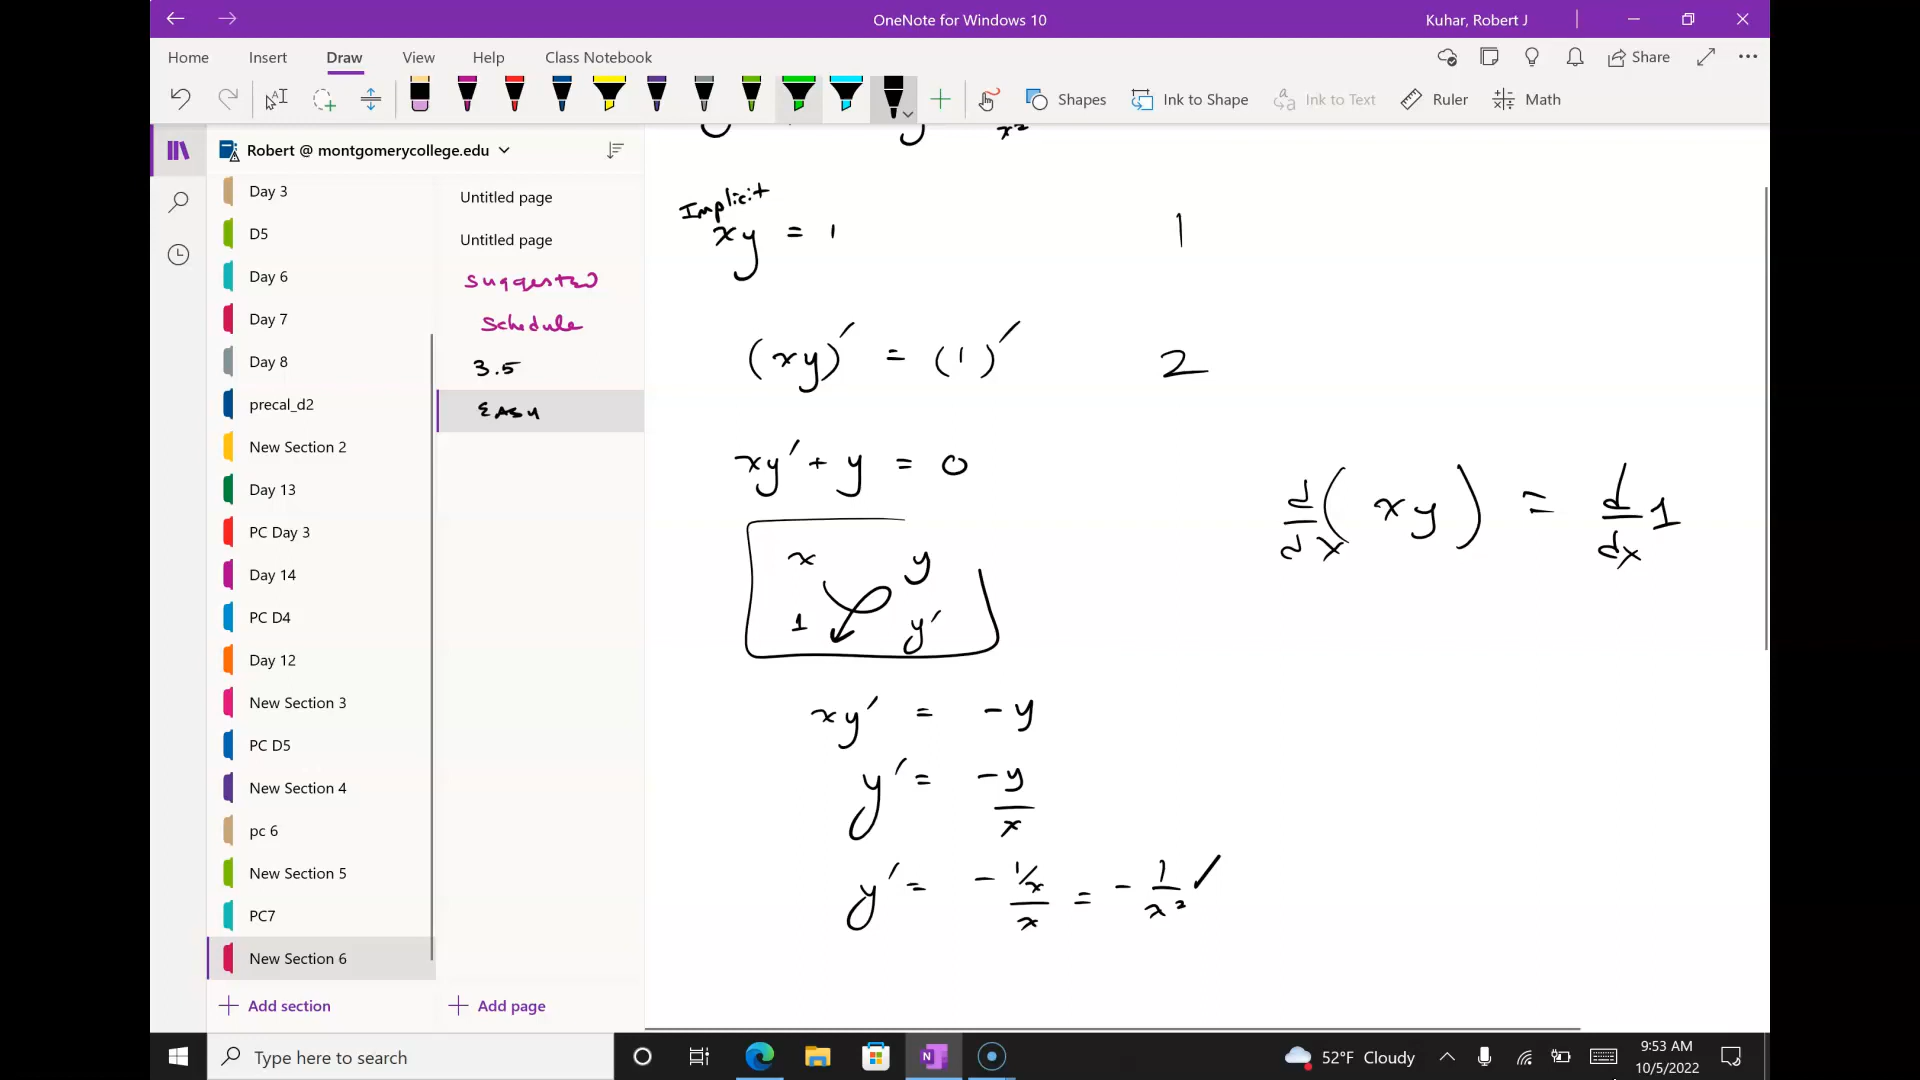 OneNote for Windows 10
Kuhar, Robert J
Home Insert Draw View Help Class Notebook
Share
Shapes Ink to Shape Ink to Text Ruler Math
Robert @ montgomerycollege.edu
Day 3
D5
Day 6
Day 7
Day 8
precal_d2
New Section 2
Day 13
PC Day 3
Day 14
PC D4
Day 12
New Section 3
PC D5
New Section 4
pc 6
New Section 5
PC7
New Section 6
Add section
Untitled page
Untitled page
Suggested
Schedule
3.5
EASY
Add page
x²
Implicit
xy = 1
1
(xy)′ = (1)′
2
xy′ + y = 0
d/dx (xy) = d/dx 1
x y
1 y′
xy′ = -y
y′ = -y/x
y′ = - (1/x)/x = - 1/x² ✓
Type here to search
52°F Cloudy
9:53 AM
10/5/2022